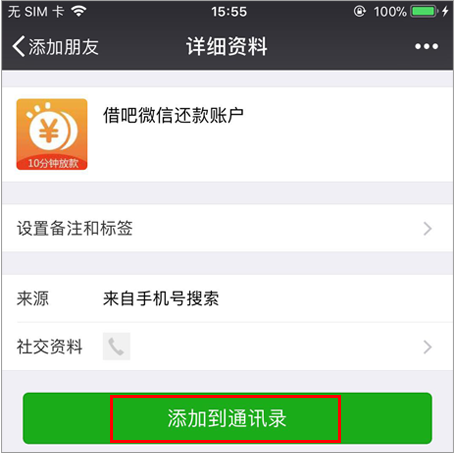 无 SIM 卡 15:55 100%
添加朋友 详细资料
借吧微信还款账户
10分钟放款
设置备注和标签
来源 来自手机号搜索
社交资料
添加到通讯录